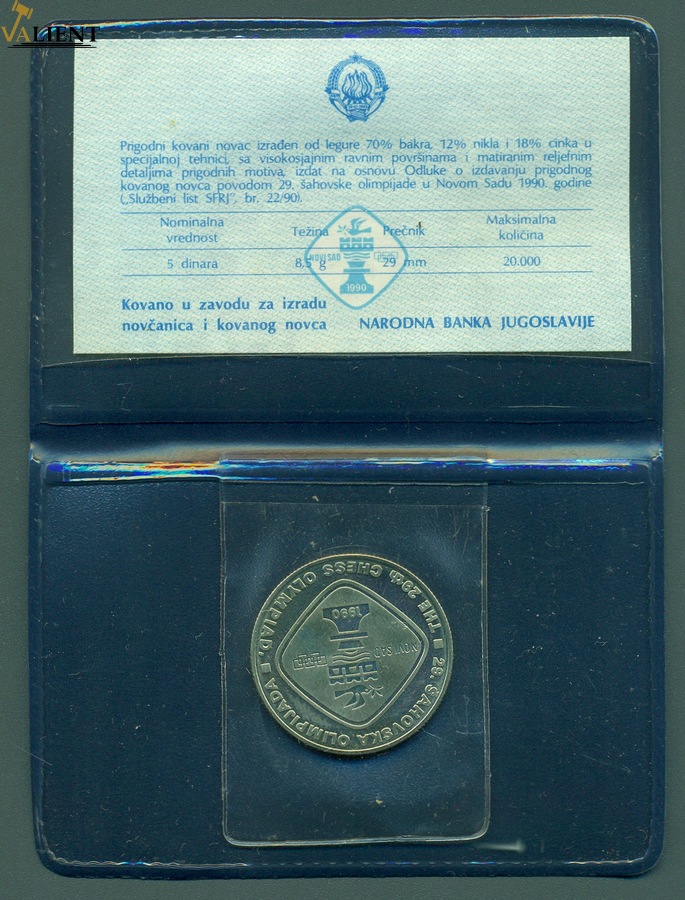 VALIENT
Prigodni kovani novac izrađen od legure 70% bakra, 12% nikla i 18% cinka u
specijalnoj tehnici, sa visokosjajnim ravnim površinama i matiranim reljefnim
detaljima prigodnih motiva, izdat na osnovu Odluke o izdavanju prigodnog
kovanog novca povodom 29. šahovske olimpijade u Novom Sadu 1990. godine
(„Službeni list SFRJ", br. 22/90).
Nominalna vrednost Težina Prečnik Maksimalna količina
5 dinara 8,5 g 29 mm 20.000
NOVI SAD
1990
Kovano u zavodu za izradu
novčanica i kovanog novca
NARODNA BANKA JUGOSLAVIJE
29. ŠAHOVSKA OLIMPIJADA
THE 29th. CHESS OLYMPIAD.
NOVI SAD
1990